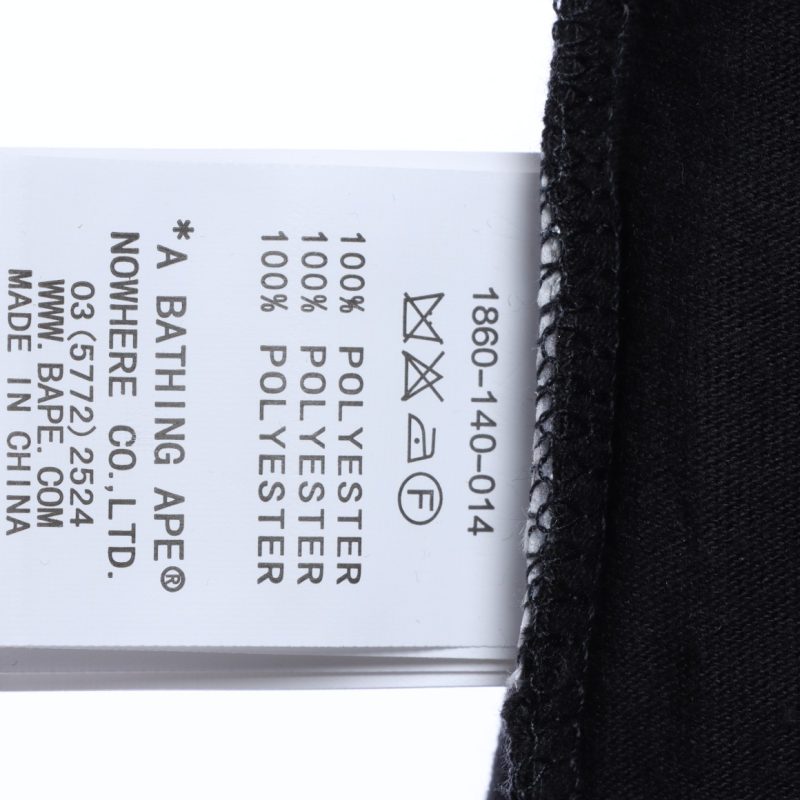 1860-140-014
F
100% POLYESTER
100% POLYESTER
100% POLYESTER
*A BATHING APE®
NOWHERE CO.,LTD.
03(5772)2524
WWW.BAPE.COM
MADE IN CHINA